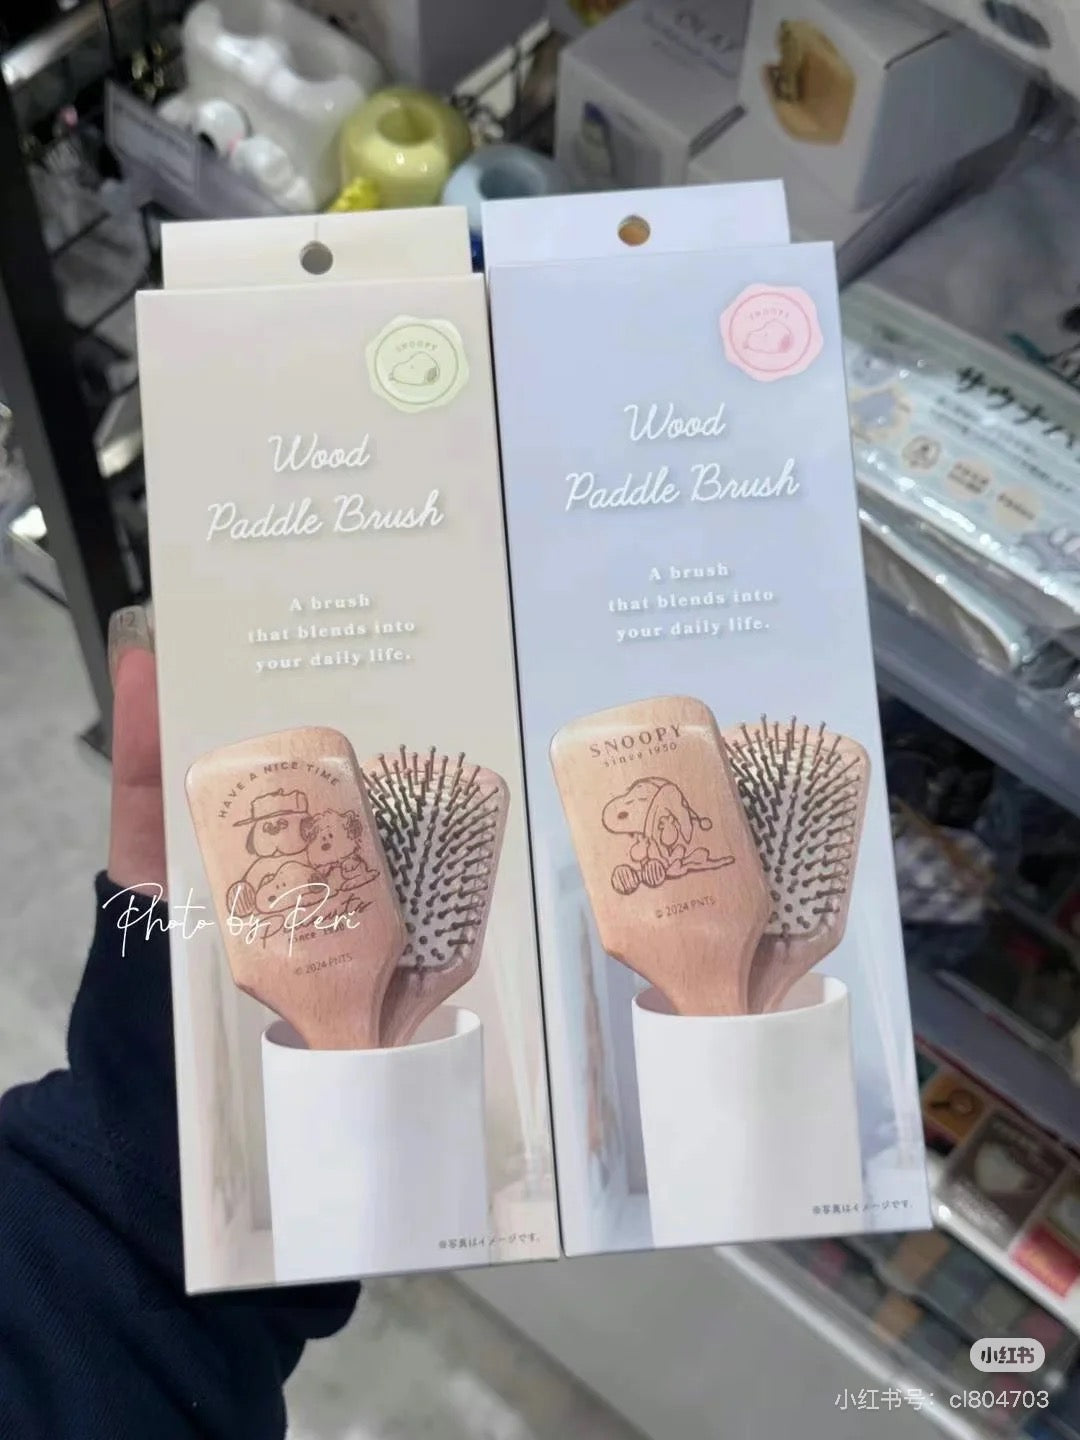 SNOOPY
Wood
Paddle Brush
A brush
that blends into
your daily life.
HAVE A NICE TIME
Peanuts
© 2024 PNTS
※写真はイメージです。
SNOOPY
Wood
Paddle Brush
A brush
that blends into
your daily life.
SNOOPY
since 1950
© 2024 PNTS
※写真はイメージです。
サウナハ
Photo by Peri
小红书
小红书号：cl804703